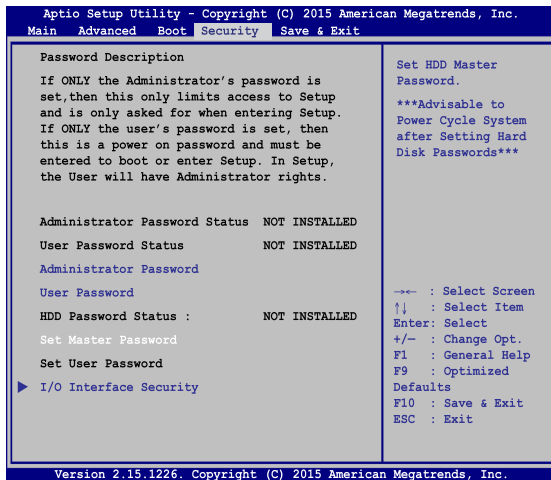 Aptio Setup Utility - Copyright (C) 2015 American Megatrends, Inc.
Main Advanced Boot Security Save & Exit
Password Description
If ONLY the Administrator's password is
set,then this only limits access to Setup
and is only asked for when entering Setup.
If ONLY the user's password is set, then
this is a power on password and must be
entered to boot or enter Setup. In Setup,
the User will have Administrator rights.
Administrator Password Status NOT INSTALLED
User Password Status NOT INSTALLED
Administrator Password
User Password
HDD Password Status : NOT INSTALLED
Set Master Password
Set User Password
I/O Interface Security
Set HDD Master
Password.
***Advisable to
Power Cycle System
after Setting Hard
Disk Passwords***
→← : Select Screen
↑↓ : Select Item
Enter: Select
+/— : Change Opt.
F1 : General Help
F9 : Optimized
Defaults
F10 : Save & Exit
ESC : Exit
Version 2.15.1226. Copyright (C) 2015 American Megatrends, Inc.